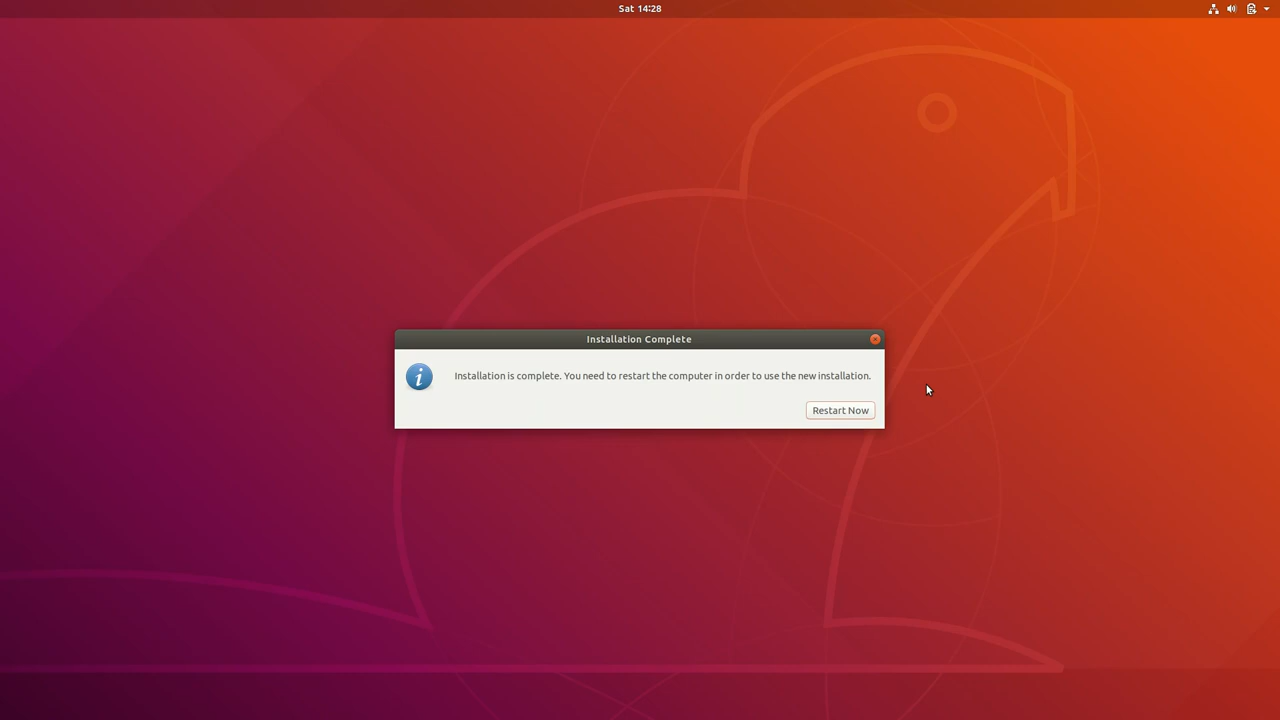 Sat 14:28
Installation Complete
Installation is complete. You need to restart the computer in order to use the new installation.
Restart Now